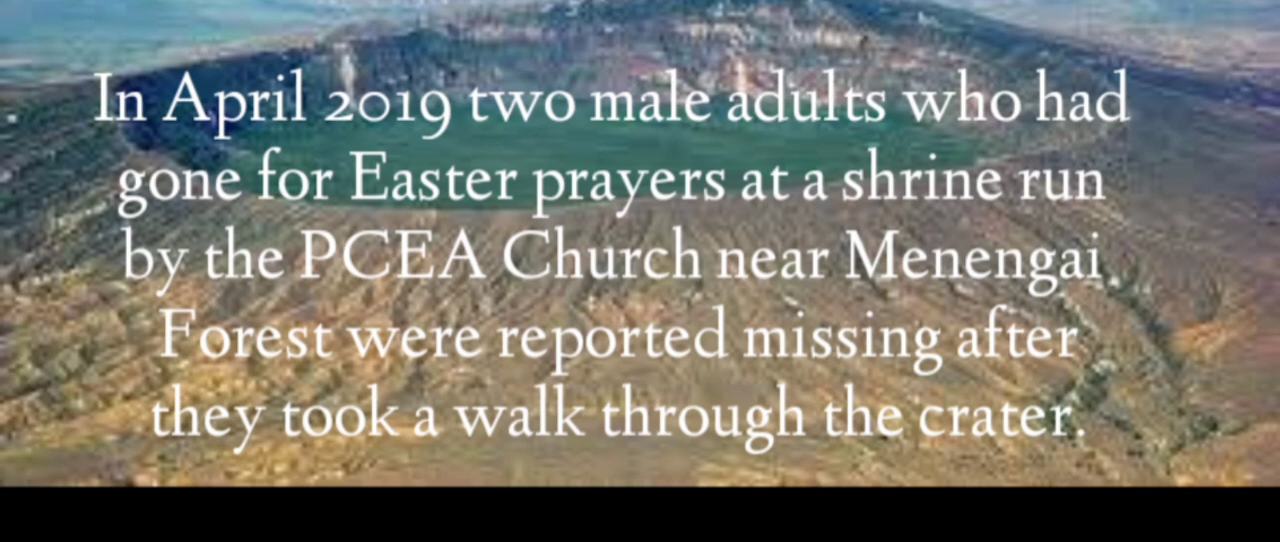 In April 2019 two male adults who had
gone for Easter prayers at a shrine run
by the PCEA Church near Menengai
Forest were reported missing after
they took a walk through the crater.